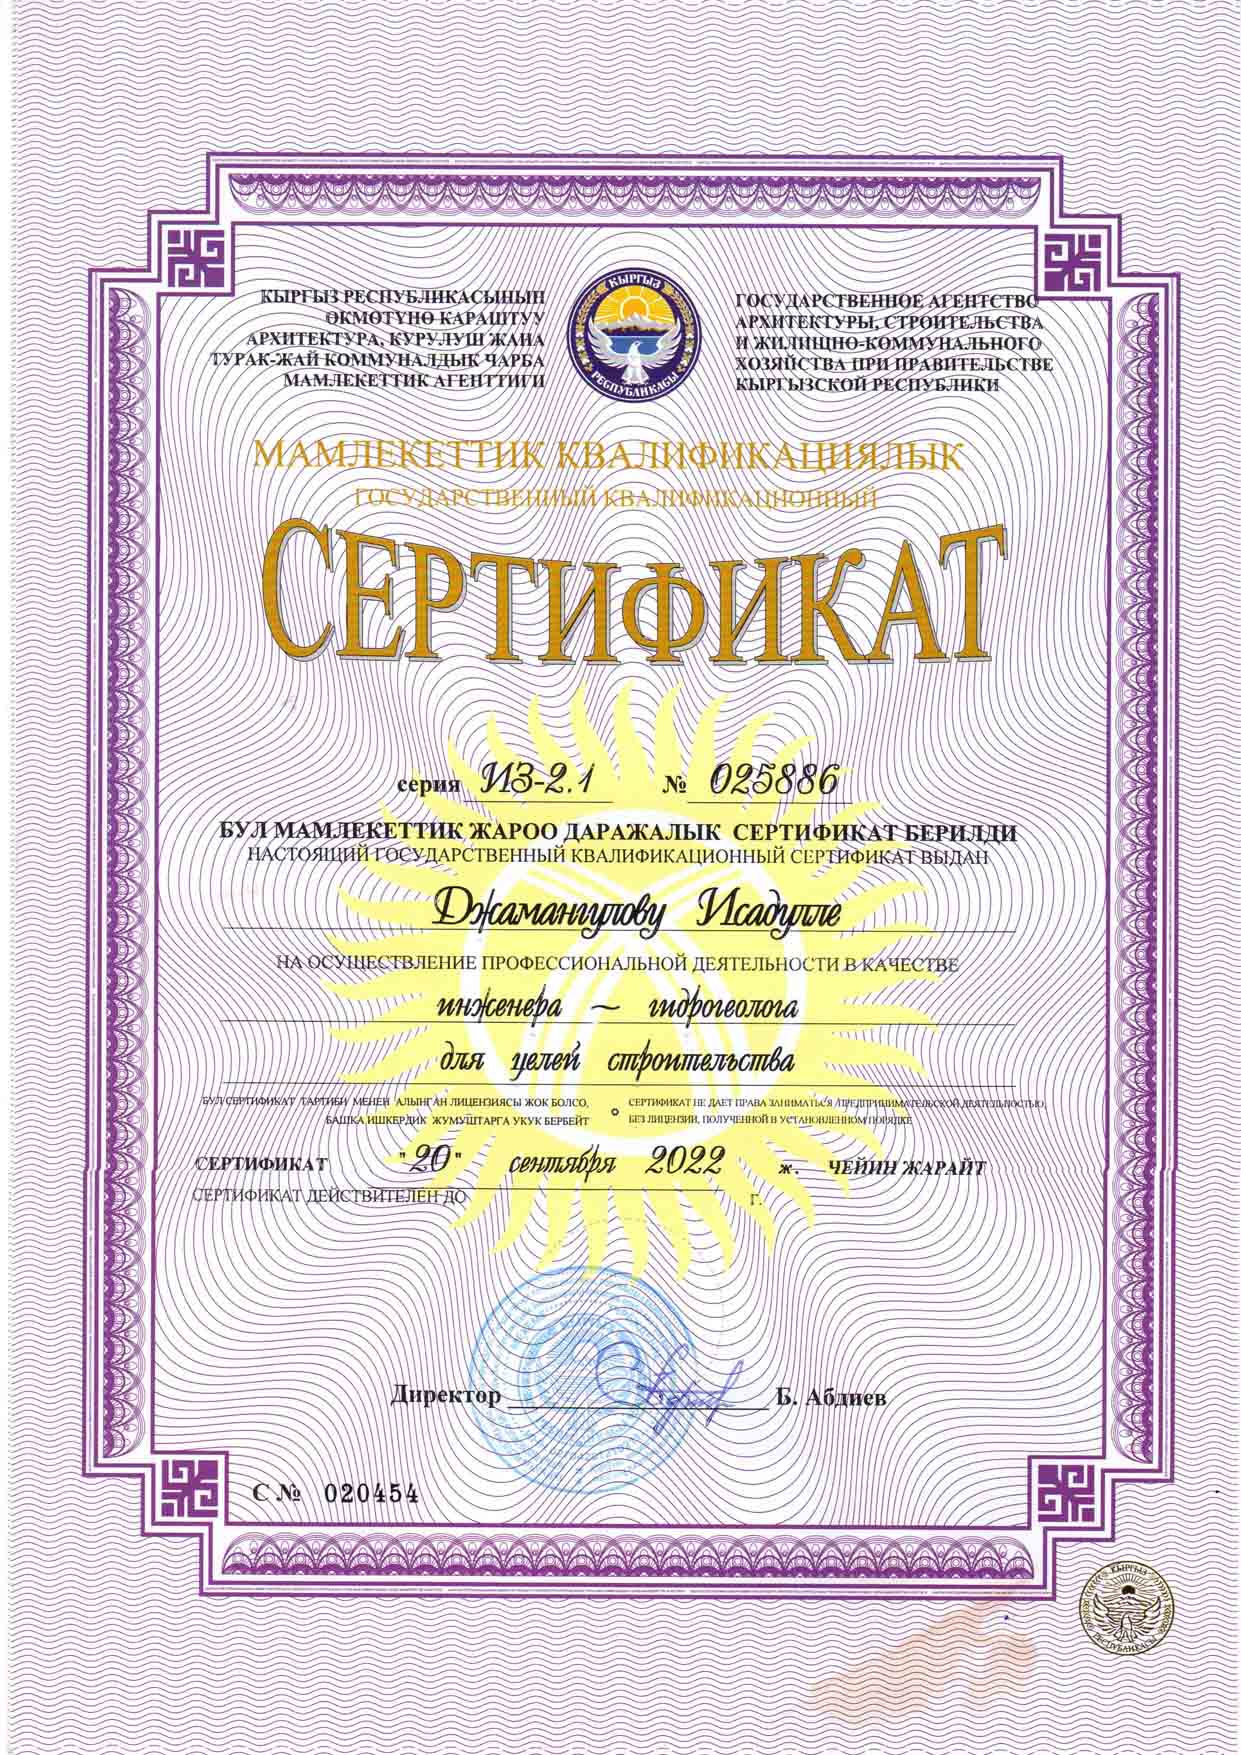 КЫРГЫЗ РЕСПУБЛИКАСЫНЫН
ӨКМӨТҮНӨ КАРАШТУУ
АРХИТЕКТУРА, КУРУЛУШ ЖАНА
ТУРАК-ЖАЙ КОММУНАЛДЫК ЧАРБА
МАМЛЕКЕТТИК АГЕНТТИГИ
КЫРГЫЗ
РЕСПУБЛИКАСЫ
ГОСУДАРСТВЕННОЕ АГЕНТСТВО
АРХИТЕКТУРЫ, СТРОИТЕЛЬСТВА
И ЖИЛИЩНО-КОММУНАЛЬНОГО
ХОЗЯЙСТВА ПРИ ПРАВИТЕЛЬСТВЕ
КЫРГЫЗСКОЙ РЕСПУБЛИКИ
МАМЛЕКЕТТИК КВАЛИФИКАЦИЯЛЫК
ГОСУДАРСТВЕННЫЙ КВАЛИФИКАЦИОННЫЙ
СЕРТИФИКАТ
серия ИЗ-2.1 № 025886
БУЛ МАМЛЕКЕТТИК ЖАРОО ДАРАЖАЛЫК СЕРТИФИКАТ БЕРИЛДИ
НАСТОЯЩИЙ ГОСУДАРСТВЕННЫЙ КВАЛИФИКАЦИОННЫЙ СЕРТИФИКАТ ВЫДАН
Джамангулову Исадулле
НА ОСУЩЕСТВЛЕНИЕ ПРОФЕССИОНАЛЬНОЙ ДЕЯТЕЛЬНОСТИ В КАЧЕСТВЕ
инженера – гидрогеолога
для целей строительства
БУЛ СЕРТИФИКАТ ТАРТИБИ МЕНЕН АЛЫНГАН ЛИЦЕНЗИЯСЫ ЖОК БОЛСО,
БАШКА ИШКЕРДИК ЖУМУШТАРГА УКУК БЕРБЕЙТ
СЕРТИФИКАТ НЕ ДАЕТ ПРАВА ЗАНИМАТЬСЯ ПРЕДПРИНИМАТЕЛЬСКОЙ ДЕЯТЕЛЬНОСТЬЮ,
БЕЗ ЛИЦЕНЗИИ, ПОЛУЧЕННОЙ В УСТАНОВЛЕННОМ ПОРЯДКЕ
СЕРТИФИКАТ "20" сентября 2022 ж. ЧЕЙИН ЖАРАЙТ
СЕРТИФИКАТ ДЕЙСТВИТЕЛЕН ДО г.
Директор Б. Абдиев
С № 020454
КЫРГЫЗ
РЕСПУБЛИКАСЫ